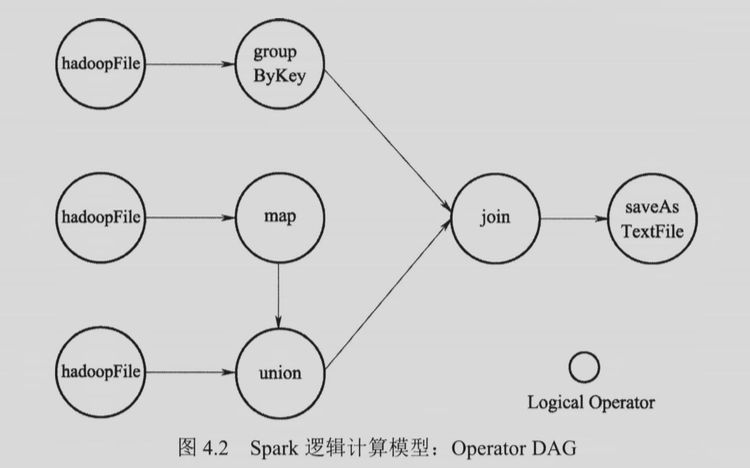 hadoopFile
group
ByKey
hadoopFile
map
join
saveAs
TextFile
hadoopFile
union
Logical Operator
图 4.2 Spark 逻辑计算模型：Operator DAG